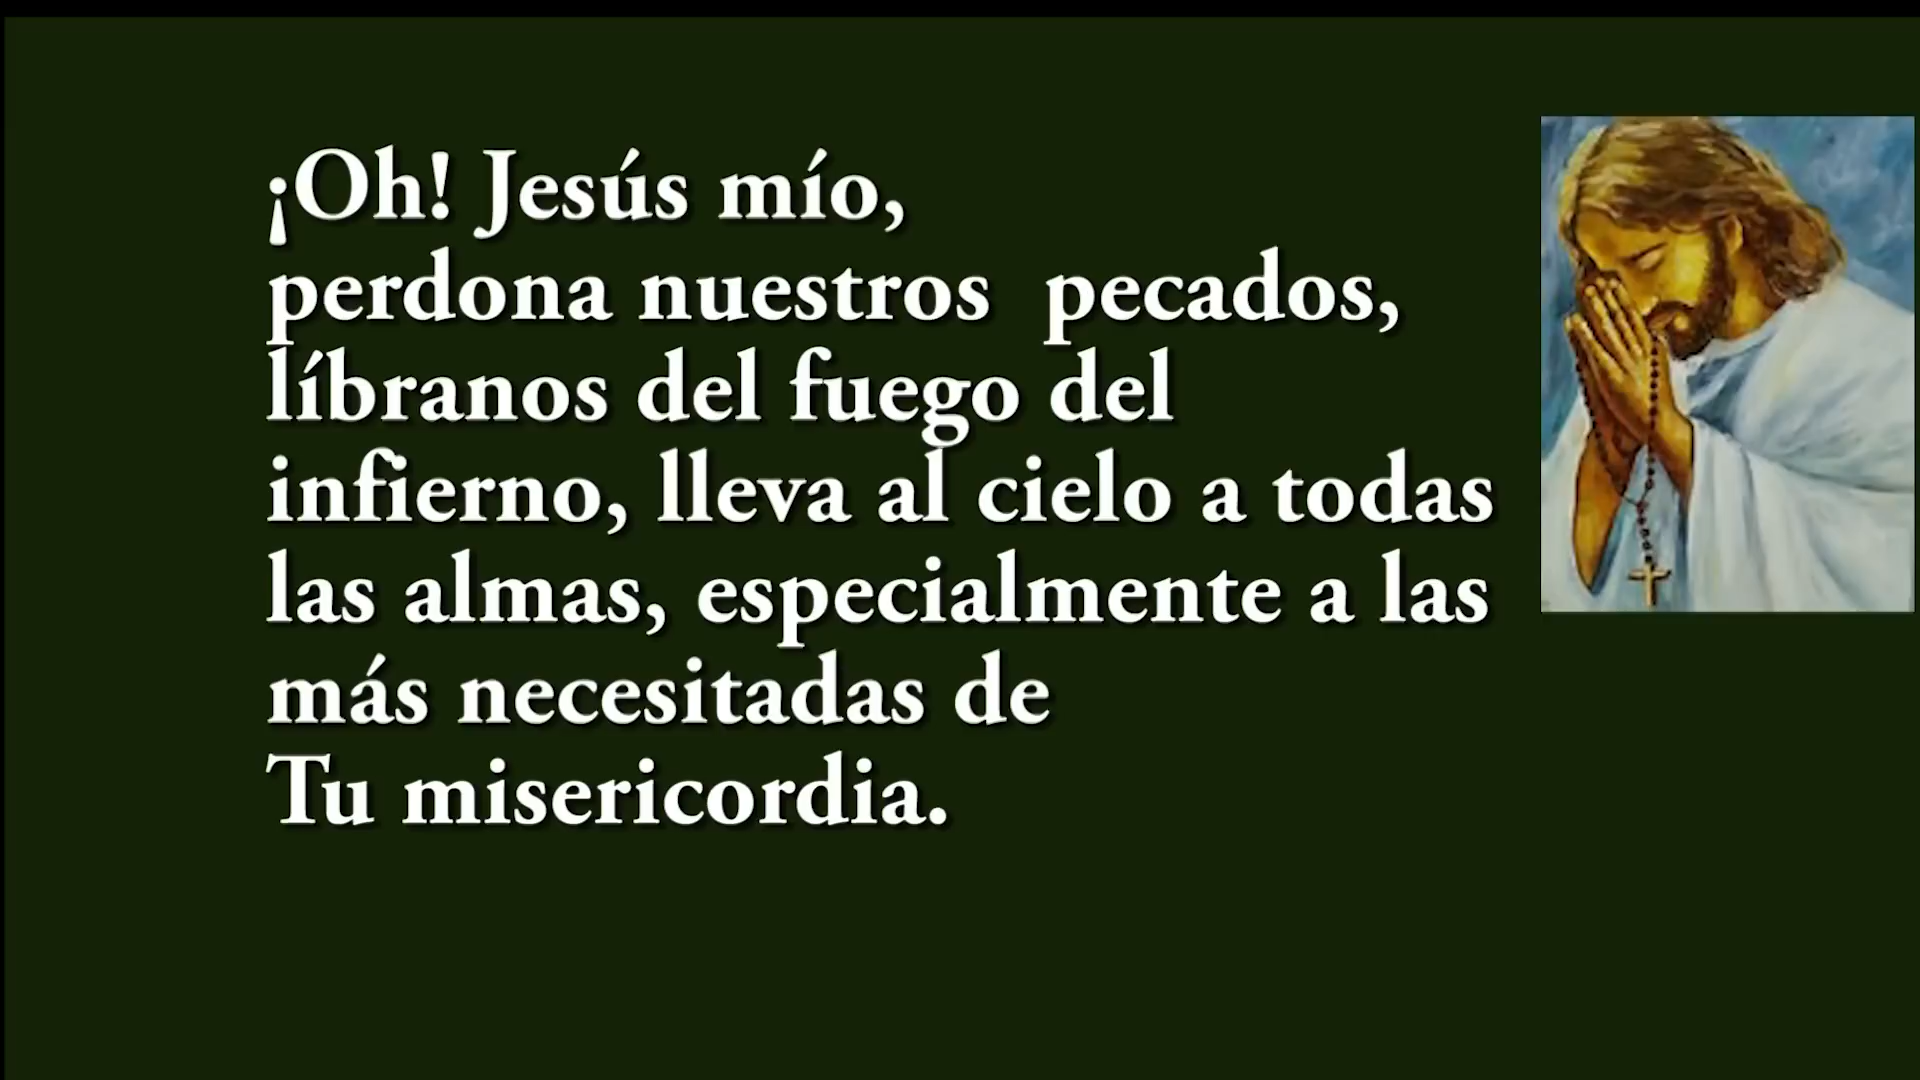 ¡Oh! Jesús mío,
perdona nuestros  pecados,
líbranos del fuego del
infierno, lleva al cielo a todas
las almas, especialmente a las
más necesitadas de
Tu misericordia.